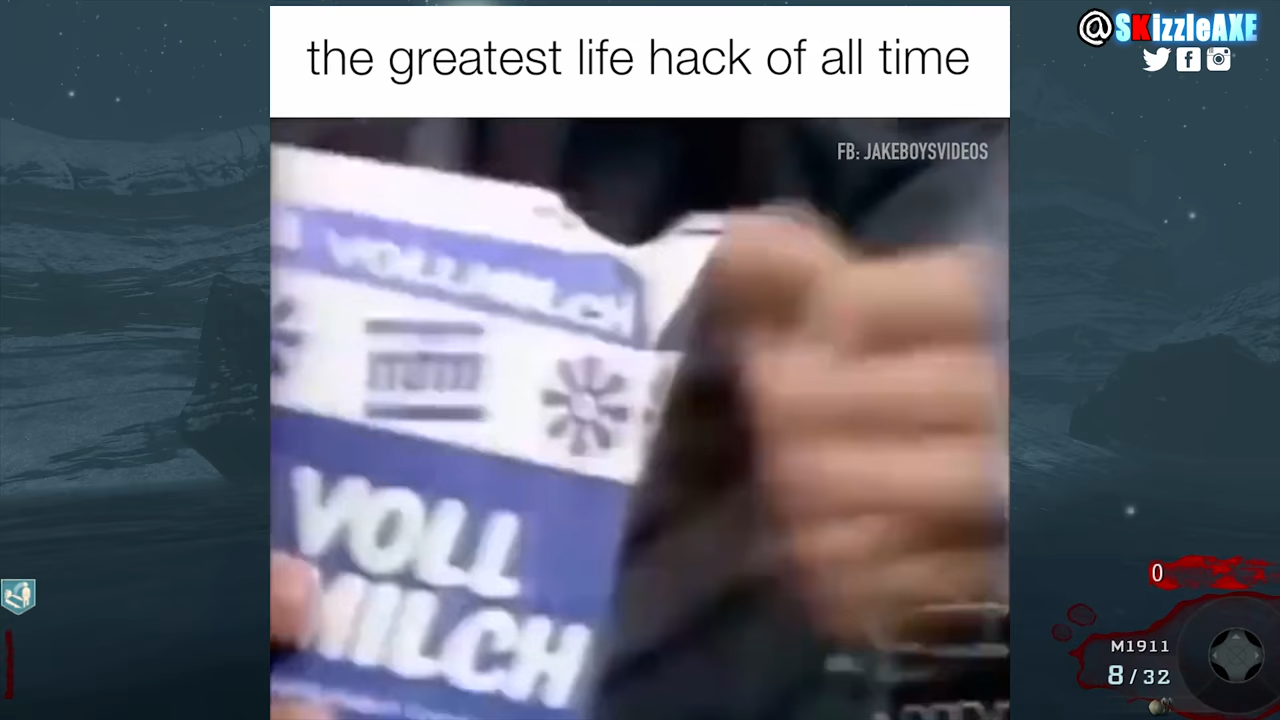 the greatest life hack of all time
@SKizzleAXE
FB: JAKEBOYSVIDEOS
VOLLMILCH
VOLL
MILCH
0
M1911
8/32